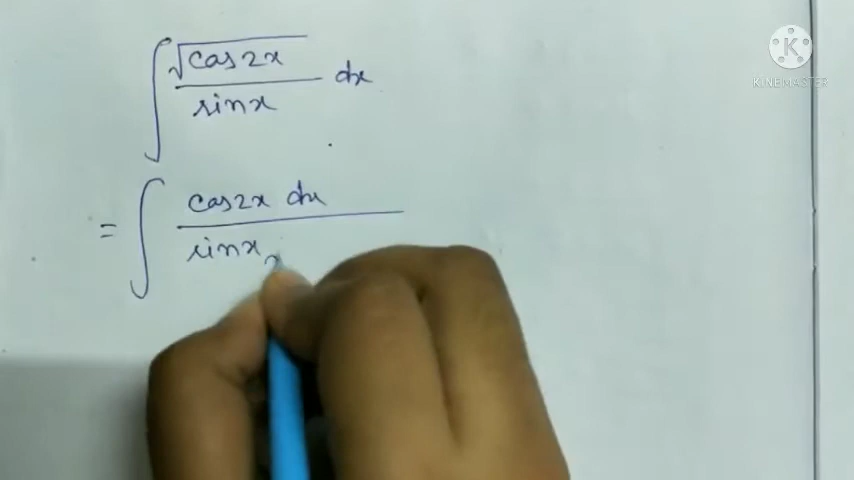 ∫ √cos2x / sinx dx
= ∫ cos2x dx / sinx
KINEMASTER